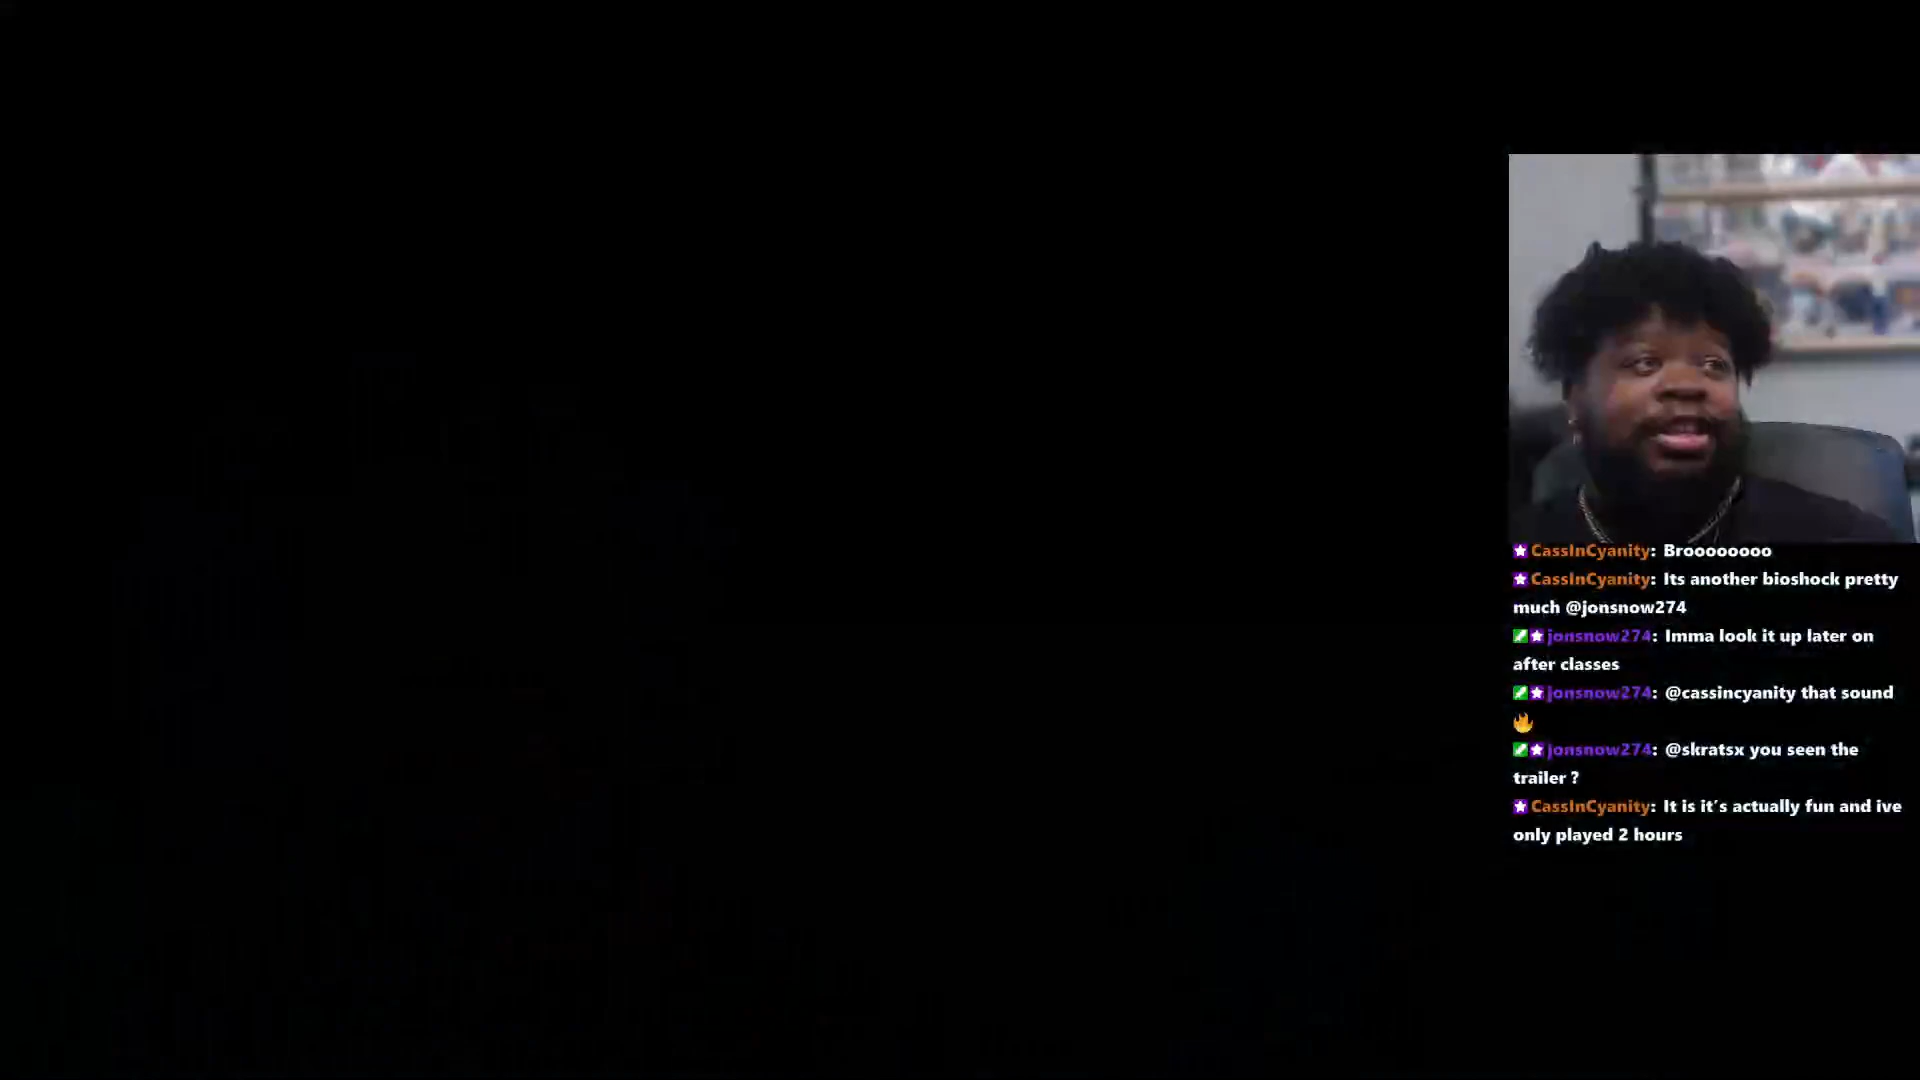 CassInCyanity: Broooooooo
CassInCyanity: Its another bioshock pretty
much @jonsnow274
jonsnow274: Imma look it up later on
after classes
jonsnow274: @cassincyanity that sound
🔥
jonsnow274: @skratsx you seen the
trailer ?
CassInCyanity: It is it’s actually fun and ive
only played 2 hours